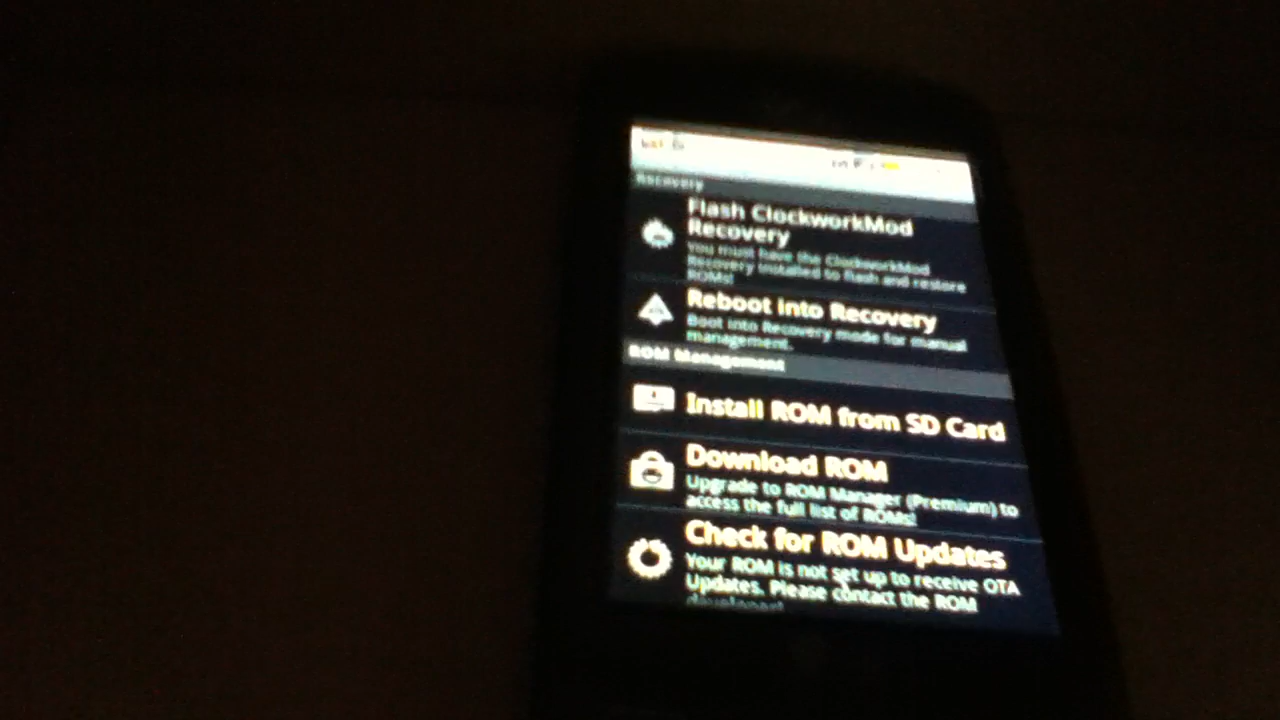 Recovery
Flash ClockworkMod
Recovery
You must have the ClockworkMod
Recovery installed to flash and restore
ROMs!
Reboot into Recovery
Boot into Recovery mode for manual
management.
ROM Management
Install ROM from SD Card
Download ROM
Upgrade to ROM Manager (Premium) to
access the full list of ROMs!
Check for ROM Updates
Your ROM is not set up to receive OTA
Updates. Please contact the ROM
developer!